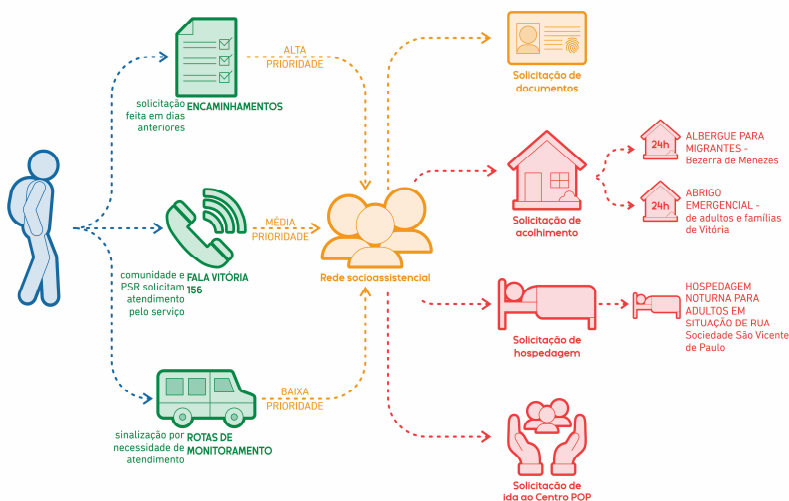 solicitação
feita em dias
anteriores
ENCAMINHAMENTOS
ALTA
PRIORIDADE
comunidade e
PSR solicitam
atendimento
pelo serviço
FALA VITÓRIA
156
MÉDIA
PRIORIDADE
sinalização por
necessidade de
atendimento
ROTAS DE
MONITORAMENTO
BAIXA
PRIORIDADE
Rede socioassistencial
Solicitação de
documentos
Solicitação de
acolhimento
24h
ALBERGUE PARA
MIGRANTES -
Bezerra de Menezes
24h
ABRIGO
EMERGENCIAL -
de adultos e famílias
de Vitória
Solicitação de
hospedagem
HOSPEDAGEM
NOTURNA PARA
ADULTOS EM
SITUAÇÃO DE RUA
Sociedade São Vicente
de Paulo
Solicitação de
ida ao Centro POP